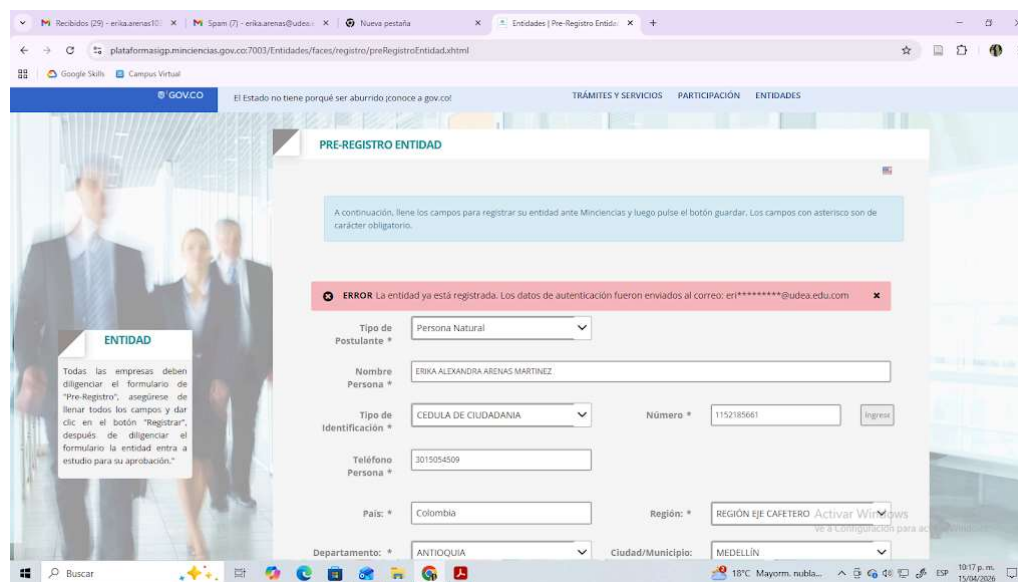 Recibidos (29) - erika.arenas10
Spam (7) - erika.arenas@udea.e
Nueva pestaña
Entidades | Pre-Registro Entida
plataformasigp.minciencias.gov.co:7003/Entidades/faces/registro/preRegistroEntidad.xhtml
Google Skills
Campus Virtual
GOV.CO
El Estado no tiene porqué ser aburrido ¡conoce a gov.co!
TRÁMITES Y SERVICIOS PARTICIPACIÓN ENTIDADES
PRE-REGISTRO ENTIDAD
A continuación, llene los campos para registrar su entidad ante Minciencias y luego pulse el botón guardar. Los campos con asterisco son de
carácter obligatorio.
ERROR La entidad ya está registrada. Los datos de autenticación fueron enviados al correo: eri*********@udea.edu.com
Tipo de
Postulante *
Persona Natural
Nombre
Persona *
ERIKA ALEXANDRA ARENAS MARTINEZ
Tipo de
Identificación *
CEDULA DE CIUDADANIA
Número *
1152185661
Ingrese
Teléfono
Persona *
3015054509
País: *
Colombia
Región: *
REGIÓN EJE CAFETERO
Departamento: *
ANTIOQUIA
Ciudad/Municipio:
MEDELLÍN
ENTIDAD
Todas las empresas deben
diligenciar el formulario de
"Pre-Registro", asegúrese de
llenar todos los campos y dar
clic en el botón "Registrar",
después de diligenciar el
formulario la entidad entra a
estudio para su aprobación."
Activar Windows
Ve a Configuración para
Buscar
18°C Mayorm. nubla...
ESP
10:17 p. m.
15/04/2026